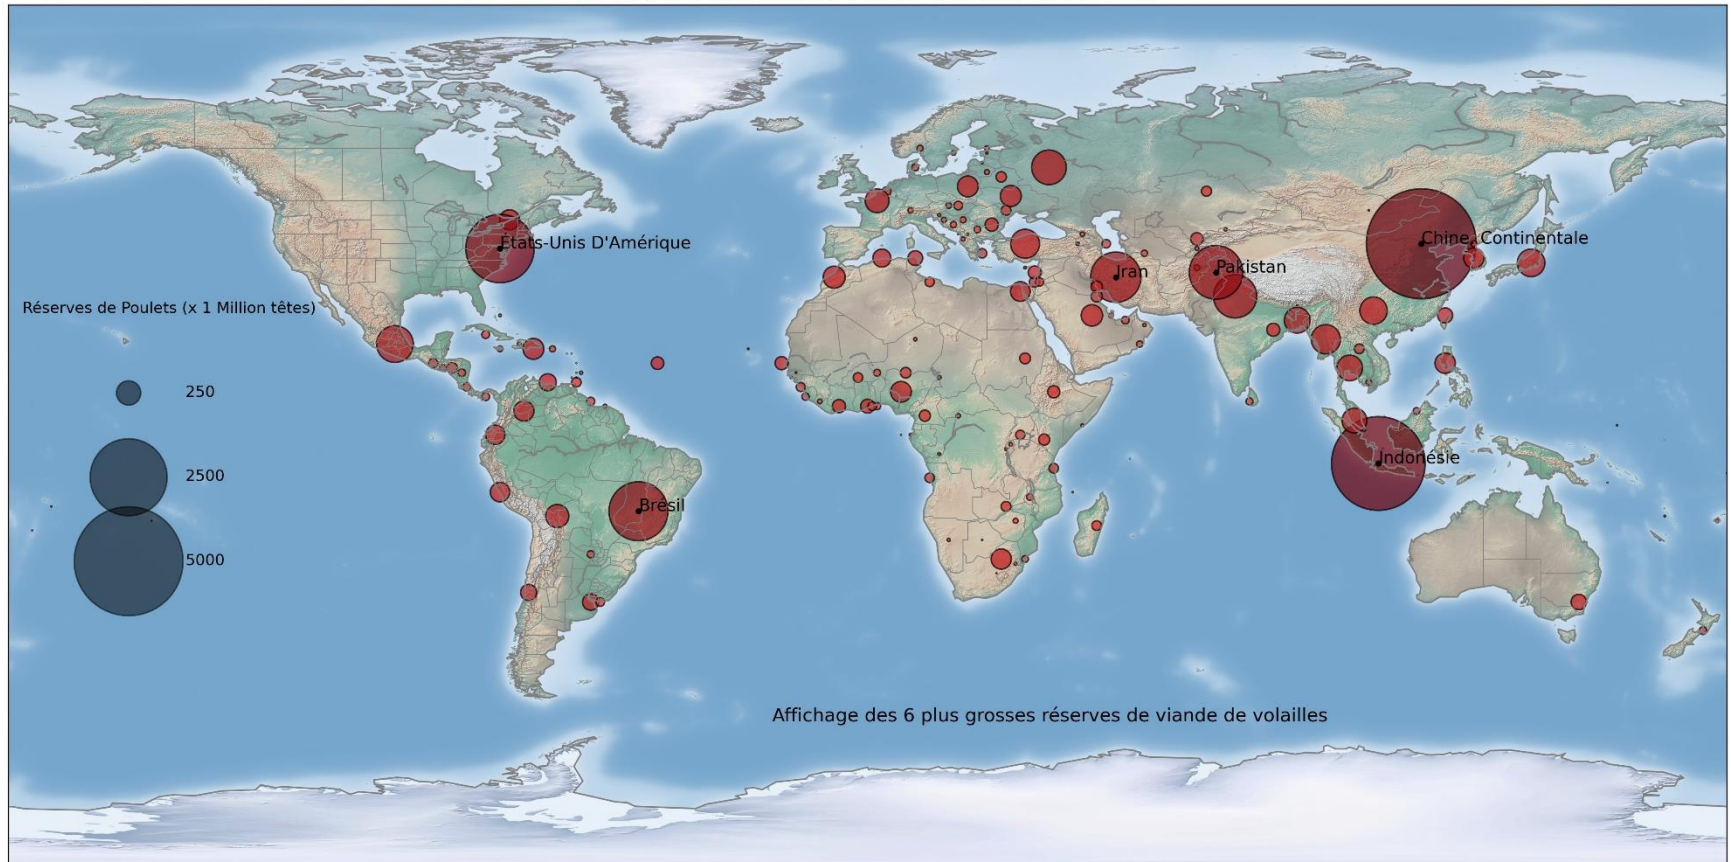 États-Unis D'Amérique
Chine, Continentale
Iran
Pakistan
Réserves de Poulets (x 1 Million têtes)
250
2500
5000
Indonésie
Brésil
Affichage des 6 plus grosses réserves de viande de volailles